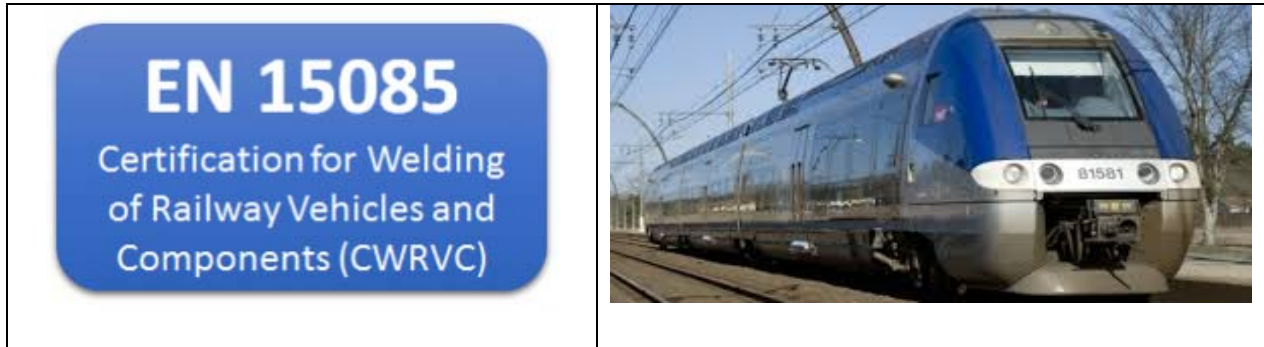 EN 15085
Certification for Welding
of Railway Vehicles and
Components (CWRVC)
81581